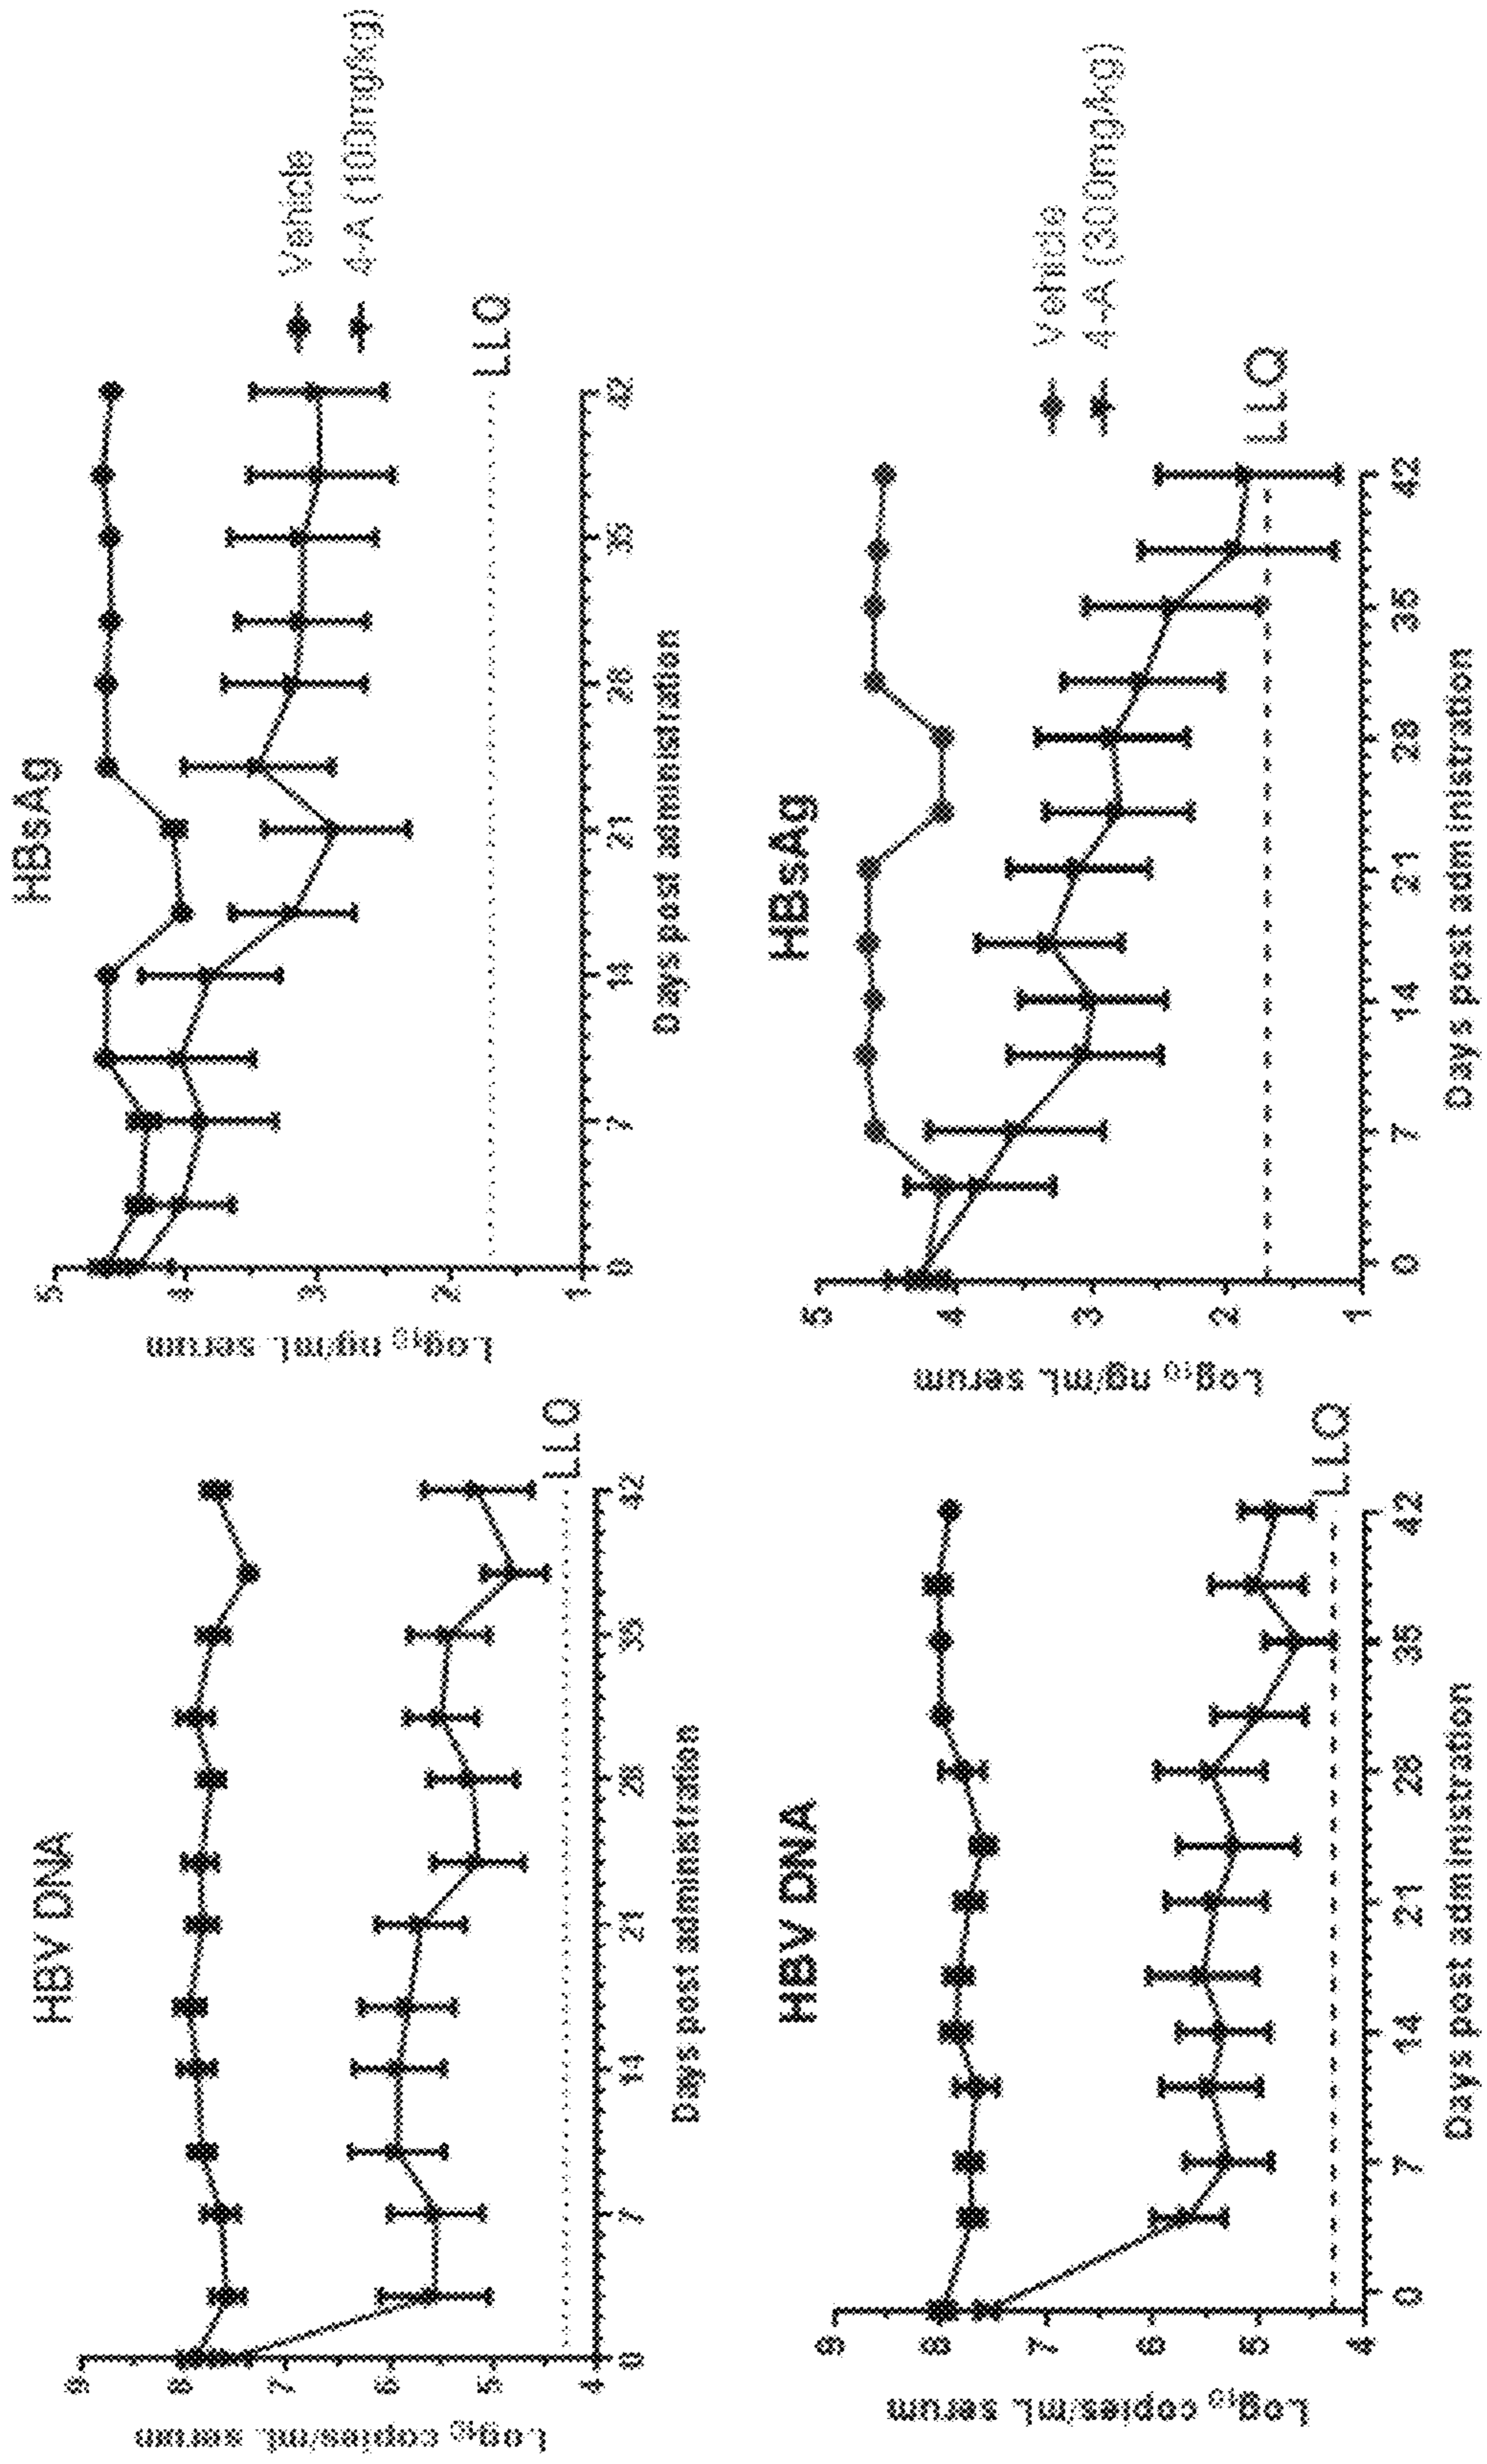 HBV DNA
Log10 copies/mL serum
9
8
7
6
5
4
0 7 14 21 28 35 42
LLQ
Days post administration
HBsAg
Log10 ng/mL serum
5
4
3
2
1
0 7 14 21 28 35 42
LLQ
Days post administration
Vehicle
4-A (100mg/kg)
HBV DNA
Log10 copies/mL serum
9
8
7
6
5
4
0 7 14 21 28 35 42
LLQ
Days post administration
HBsAg
Log10 ng/mL serum
5
4
3
2
1
0 7 14 21 28 35 42
LLQ
Days post administration
Vehicle
4-A (300mg/kg)